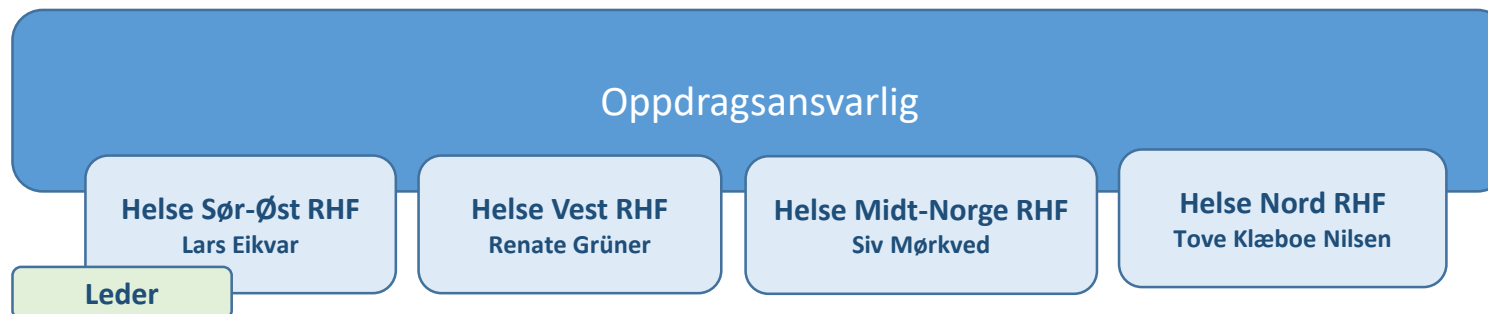 Oppdragsansvarlig
Helse Sør-Øst RHF
Lars Eikvar
Helse Vest RHF
Renate Grüner
Helse Midt-Norge RHF
Siv Mørkved
Helse Nord RHF
Tove Klæboe Nilsen
Leder